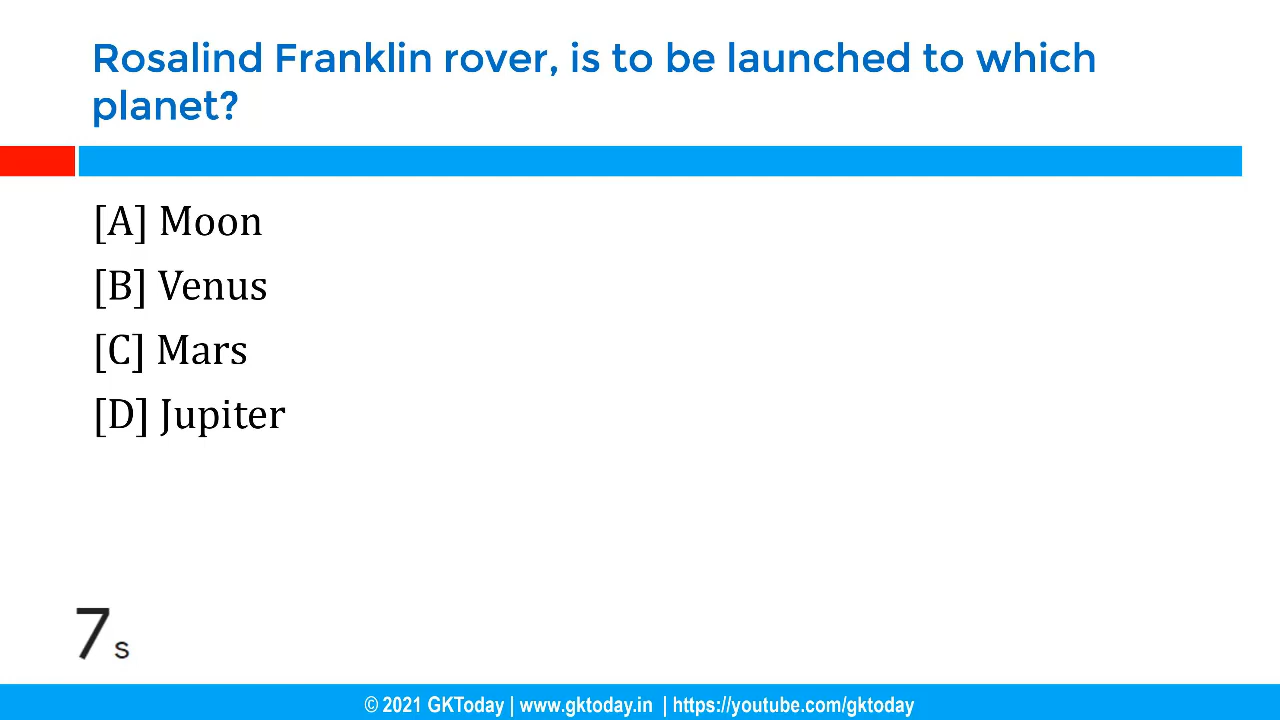 Rosalind Franklin rover, is to be launched to which
planet?
[A] Moon
[B] Venus
[C] Mars
[D] Jupiter
7 s
© 2021 GKToday | www.gktoday.in | https://youtube.com/gktoday